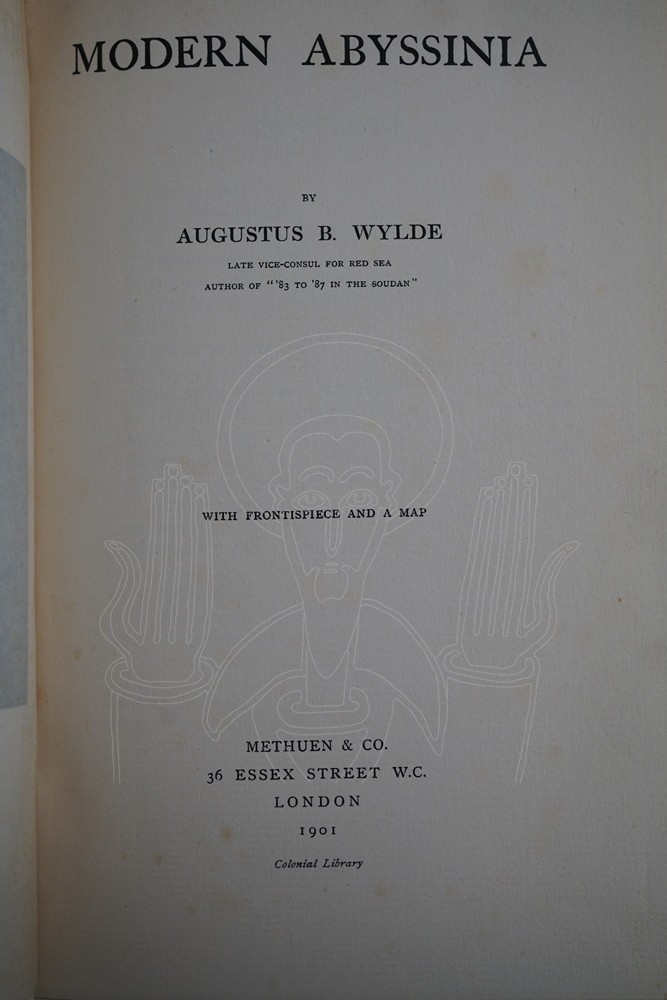 MODERN ABYSSINIA
BY
AUGUSTUS B. WYLDE
LATE VICE-CONSUL FOR RED SEA
AUTHOR OF "'83 TO '87 IN THE SOUDAN"
WITH FRONTISPIECE AND A MAP
METHUEN & CO.
36 ESSEX STREET W.C.
LONDON
1901
Colonial Library